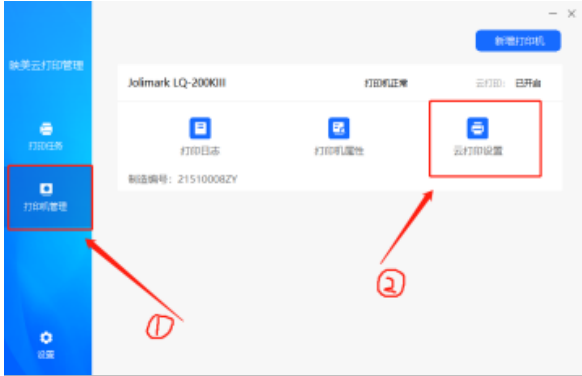 新增打印机
映美云打印管理
Jolimark LQ-200KIII 打印机正常 云打印: 已开启
打印任务
打印日志 打印机属性 云打印设置
制造编号: 21510008ZY
打印机管理
①
②
设置